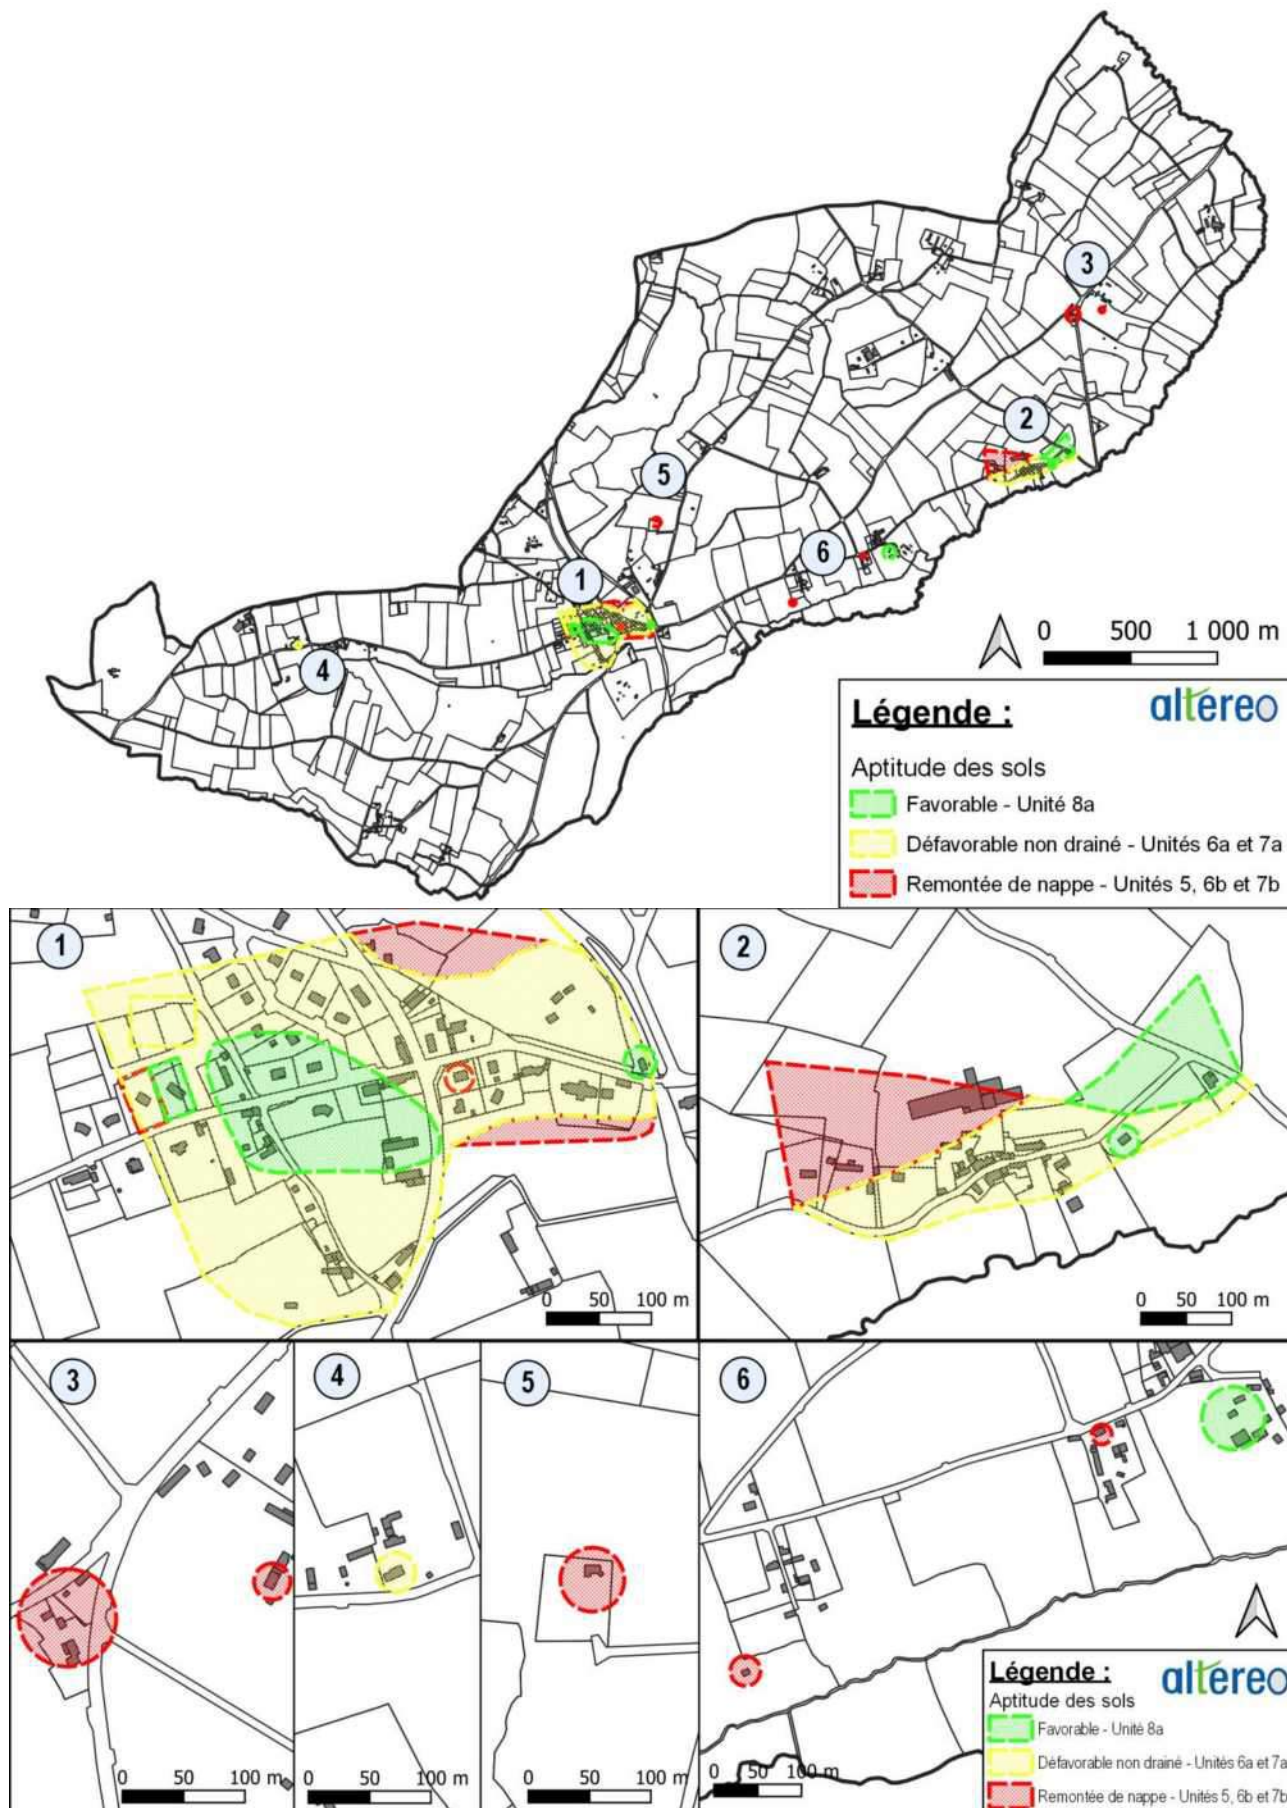 3
2
5
6
1
4
0 500 1 000 m
Légende :
altereo
Aptitude des sols
Favorable - Unité 8a
Défavorable non drainé - Unités 6a et 7a
Remontée de nappe - Unités 5, 6b et 7b
1
0 50 100 m
2
0 50 100 m
3
0 50 100 m
4
5
0 50 100 m
6
0 50 100 m
Légende :
altereo
Aptitude des sols
Favorable - Unité 8a
Défavorable non drainé - Unités 6a et 7a
Remontée de nappe - Unités 5, 6b et 7b